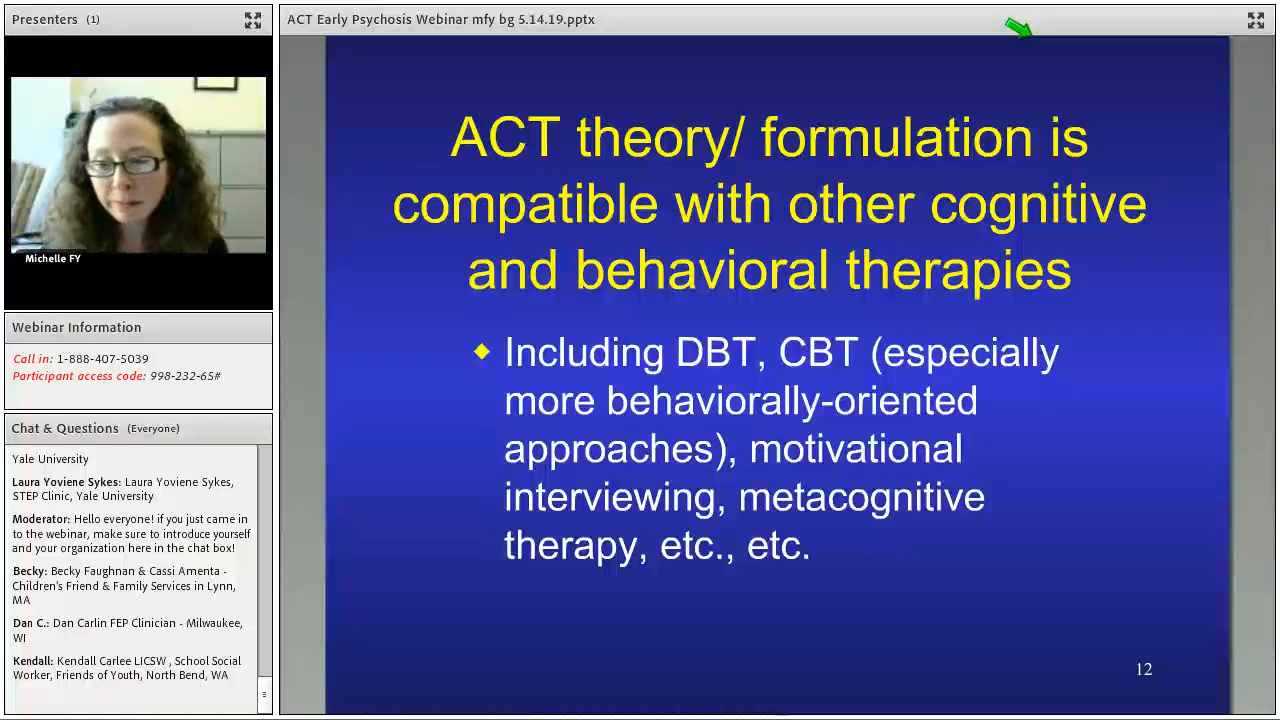 Presenters (1)
Michelle FY
Webinar Information
Call in: 1-888-407-5039
Participant access code: 998-232-65#
Chat & Questions (Everyone)
Yale University
Laura Yoviene Sykes: Laura Yoviene Sykes,
STEP Clinic, Yale University
Moderator: Hello everyone! if you just came in
to the webinar, make sure to introduce yourself
and your organization here in the chat box!
Becky: Becky Faughnan & Cassi Amenta -
Children's Friend & Family Services in Lynn,
MA
Dan C.: Dan Carlin FEP Clinician - Milwaukee,
WI
Kendall: Kendall Carlee LICSW , School Social
Worker, Friends of Youth, North Bend, WA
ACT Early Psychosis Webinar mfy bg 5.14.19.pptx
ACT theory/ formulation is
compatible with other cognitive
and behavioral therapies
Including DBT, CBT (especially
more behaviorally-oriented
approaches), motivational
interviewing, metacognitive
therapy, etc., etc.
12